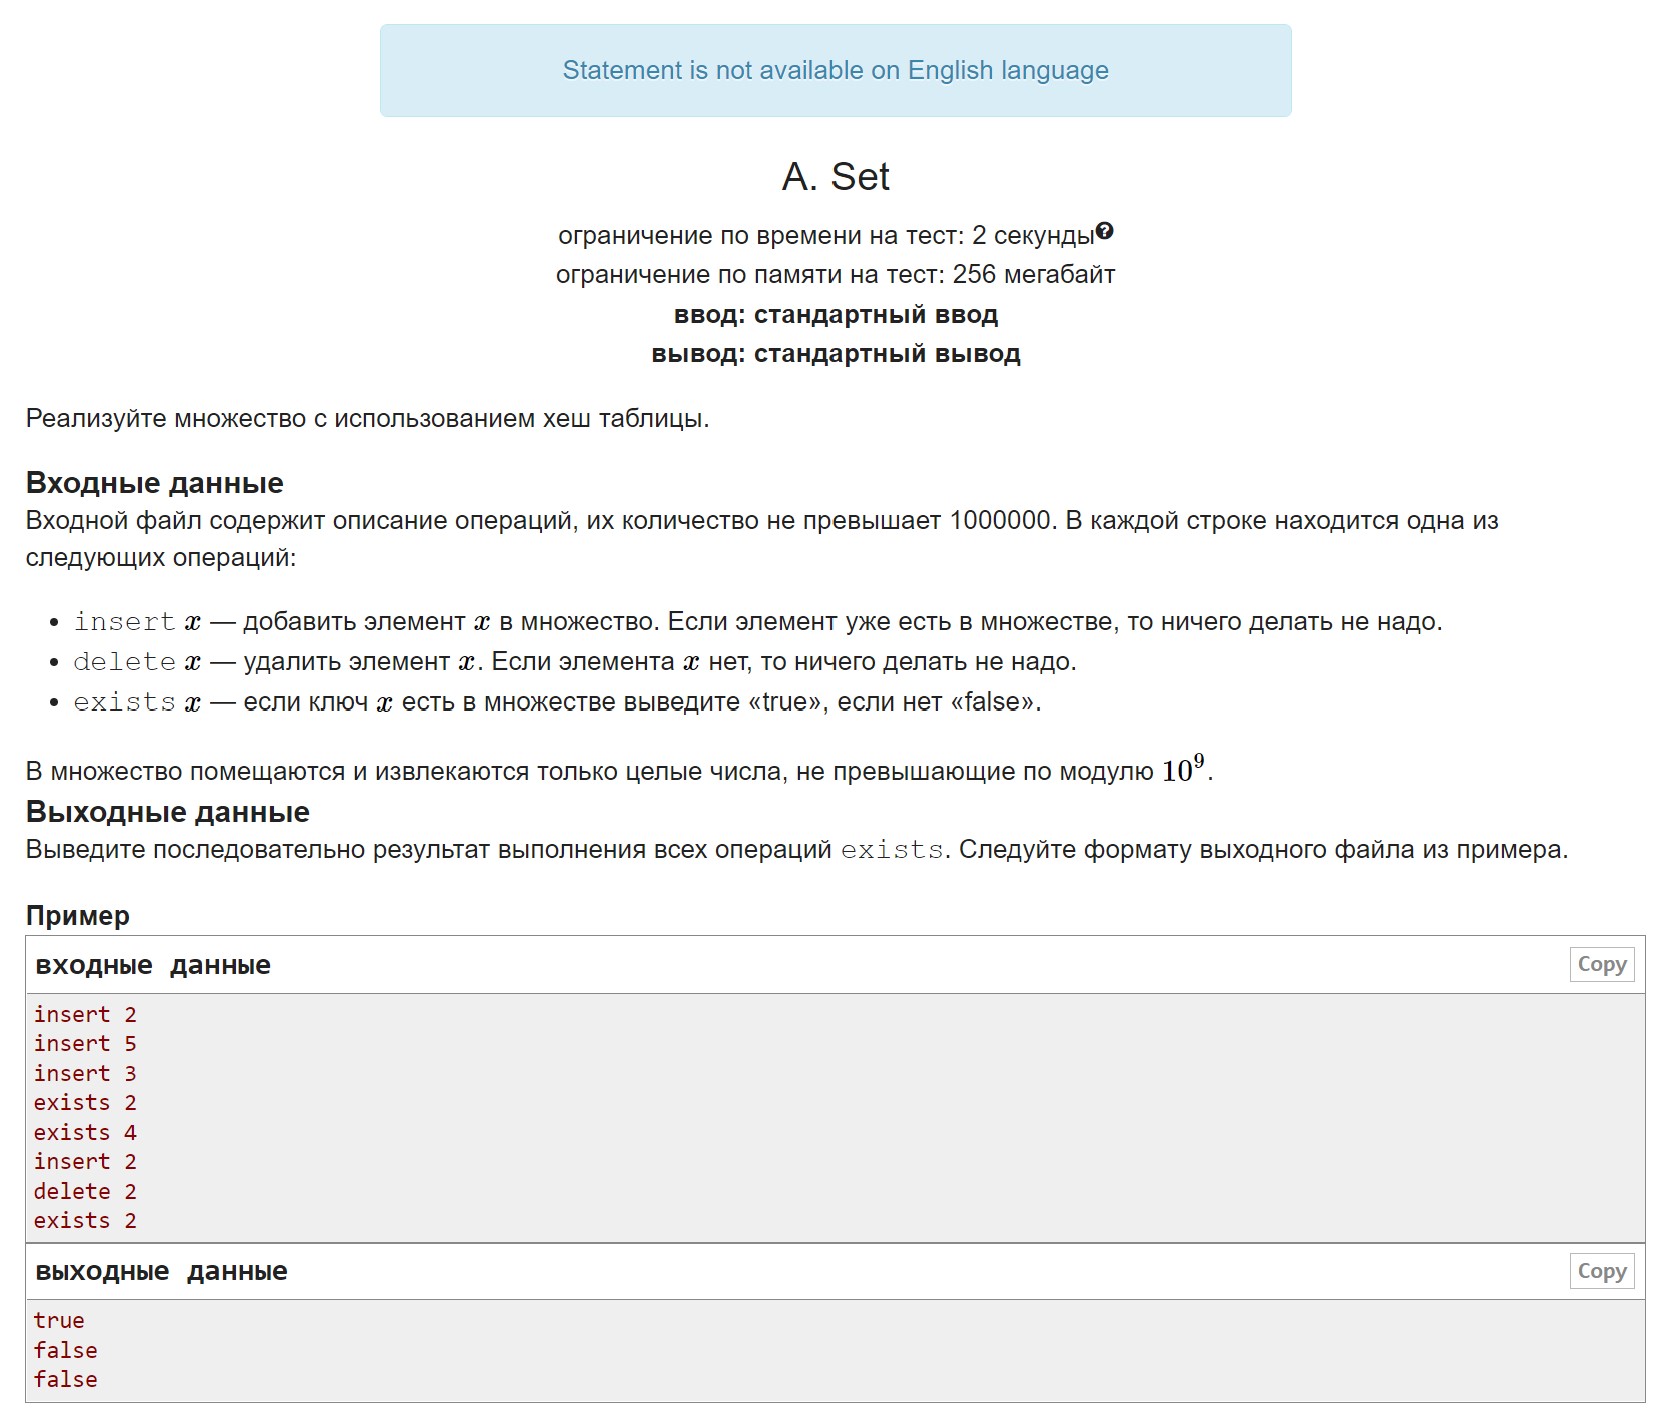 Statement is not available on English language
A. Set
ограничение по времени на тест: 2 секунды
ограничение по памяти на тест: 256 мегабайт
ввод: стандартный ввод
вывод: стандартный вывод
Реализуйте множество с использованием хеш таблицы.
Входные данные
Входной файл содержит описание операций, их количество не превышает 1000000. В каждой строке находится одна из
следующих операций:
• insert x — добавить элемент x в множество. Если элемент уже есть в множестве, то ничего делать не надо.
• delete x — удалить элемент x. Если элемента x нет, то ничего делать не надо.
• exists x — если ключ x есть в множестве выведите «true», если нет «false».
В множество помещаются и извлекаются только целые числа, не превышающие по модулю 10⁹.
Выходные данные
Выведите последовательно результат выполнения всех операций exists. Следуйте формату выходного файла из примера.
Пример
входные данные Copy
insert 2
insert 5
insert 3
exists 2
exists 4
insert 2
delete 2
exists 2
выходные данные Copy
true
false
false